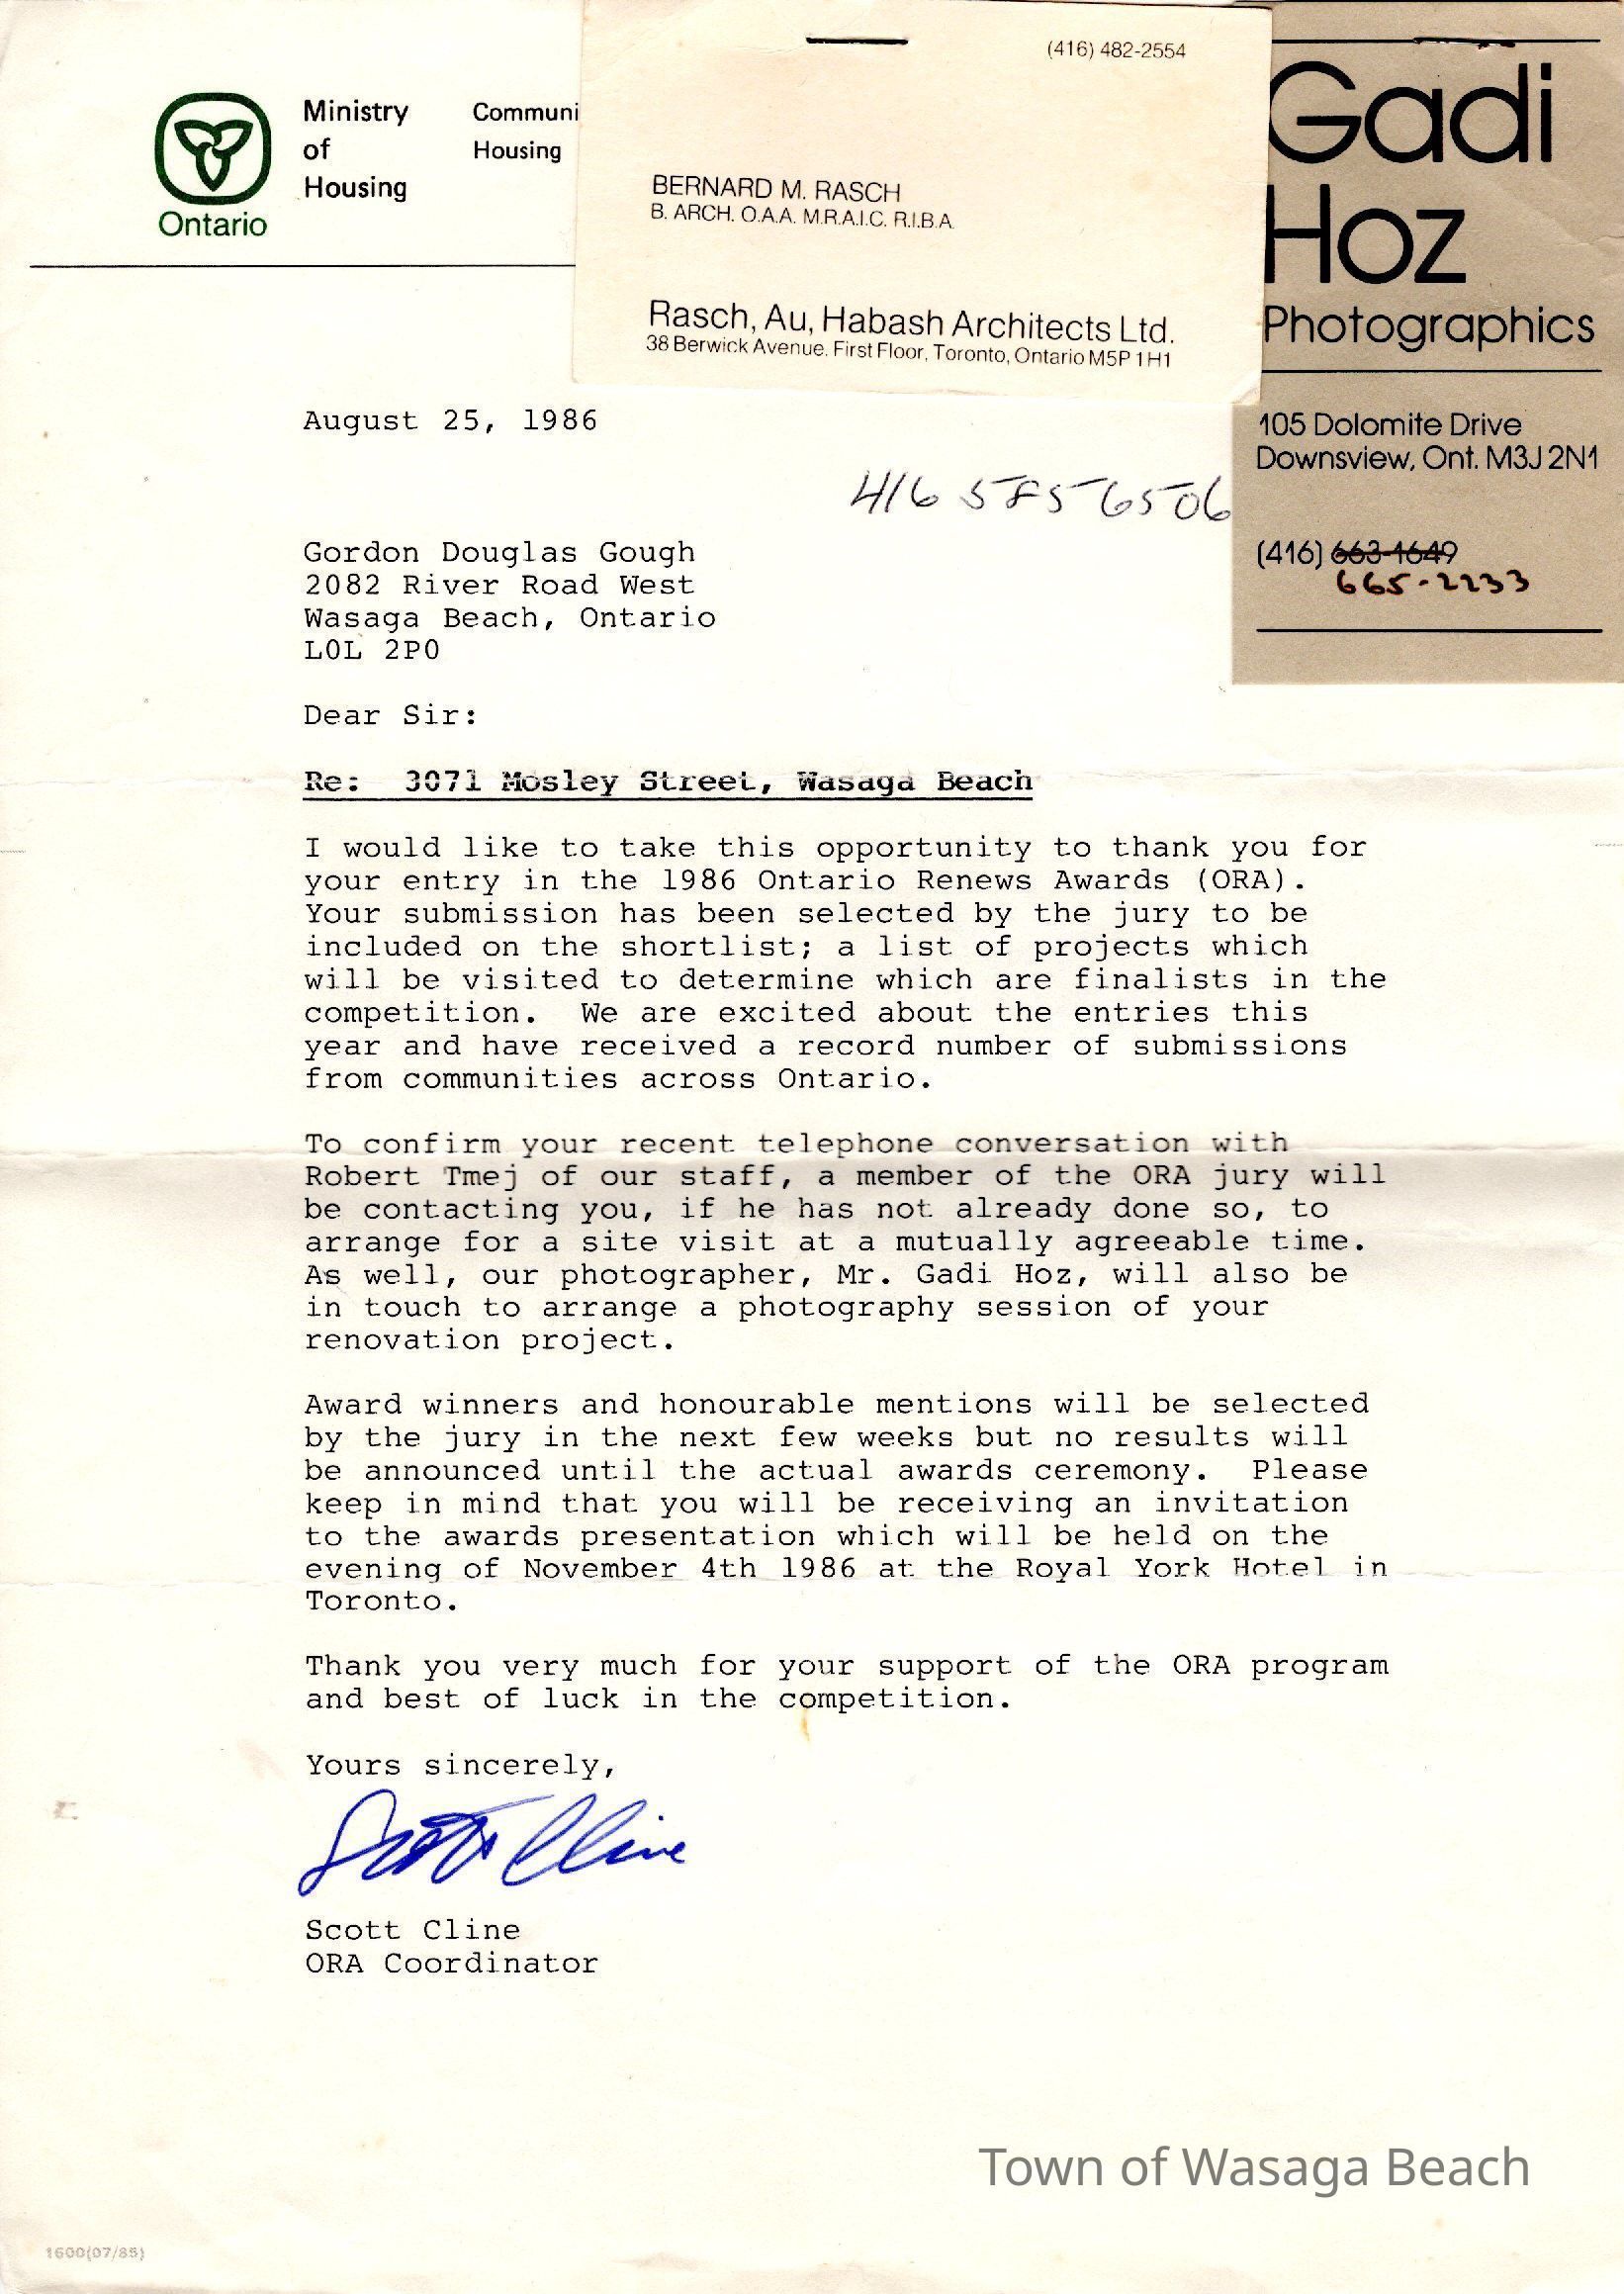 (416) 482-2554
BERNARD M. RASCH
B. ARCH. O.A.A. M.R.A.I.C. R.I.B.A.
Rasch, Au, Habash Architects Ltd.
38 Berwick Avenue, First Floor, Toronto, Ontario M5P 1H1
Gadi
Hoz
Photographics
105 Dolomite Drive
Downsview, Ont. M3J 2N1
(416) 663-1649
665-2233
Ontario
Ministry
of
Housing
Communi
Housing
August 25, 1986
416 585 6506
Gordon Douglas Gough
2082 River Road West
Wasaga Beach, Ontario
L0L 2P0
Dear Sir:
Re: 3071 Mosley Street, Wasaga Beach
I would like to take this opportunity to thank you for
your entry in the 1986 Ontario Renews Awards (ORA).
Your submission has been selected by the jury to be
included on the shortlist; a list of projects which
will be visited to determine which are finalists in the
competition. We are excited about the entries this
year and have received a record number of submissions
from communities across Ontario.
To confirm your recent telephone conversation with
Robert Tmej of our staff, a member of the ORA jury will
be contacting you, if he has not already done so, to
arrange for a site visit at a mutually agreeable time.
As well, our photographer, Mr. Gadi Hoz, will also be
in touch to arrange a photography session of your
renovation project.
Award winners and honourable mentions will be selected
by the jury in the next few weeks but no results will
be announced until the actual awards ceremony. Please
keep in mind that you will be receiving an invitation
to the awards presentation which will be held on the
evening of November 4th 1986 at the Royal York Hotel in
Toronto.
Thank you very much for your support of the ORA program
and best of luck in the competition.
Yours sincerely,
Scott Cline
Scott Cline
ORA Coordinator
Town of Wasaga Beach
1600(07/85)